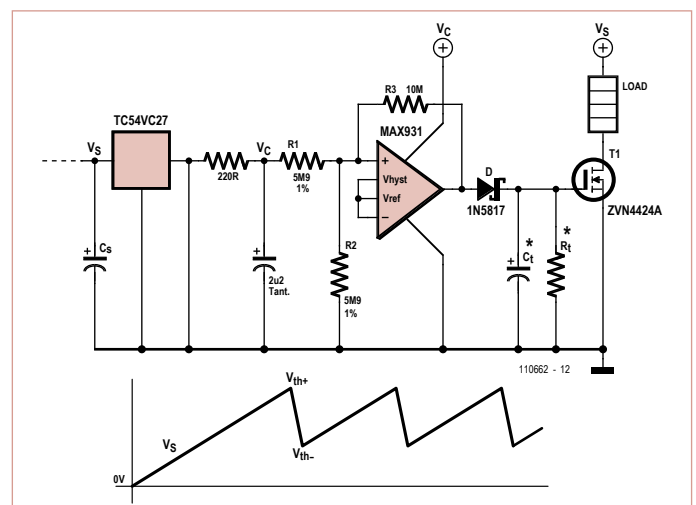 VC
VS
R3 10M
LOAD
TC54VC27
MAX931
VS
VC
R1
T1
+
D
220R
5M9
1%
Vhyst
Vref
–
1N5817
ZVN4424A
+
CS
+
R2
+
*
Ct
*
Rt
2u2
Tant.
5M9
1%
110662 - 12
Vth+
VS
Vth–
0V